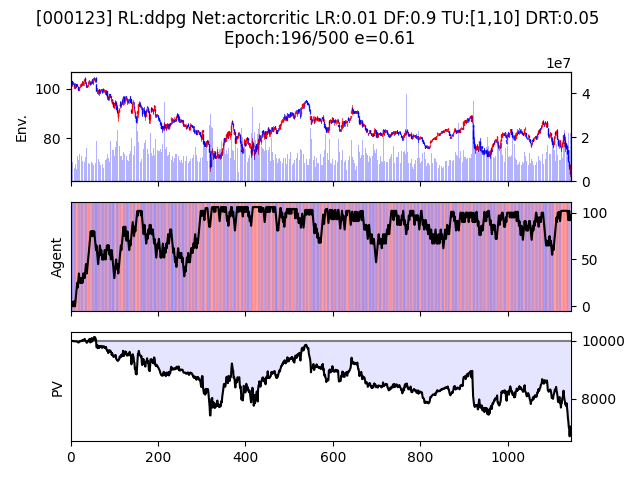 [000123] RL:ddpg Net:actorcritic LR:0.01 DF:0.9 TU:[1,10] DRT:0.05
Epoch:196/500 e=0.61
1e7
Env.
100
80
4
2
0
Agent
100
50
0
PV
10000
8000
0 200 400 600 800 1000